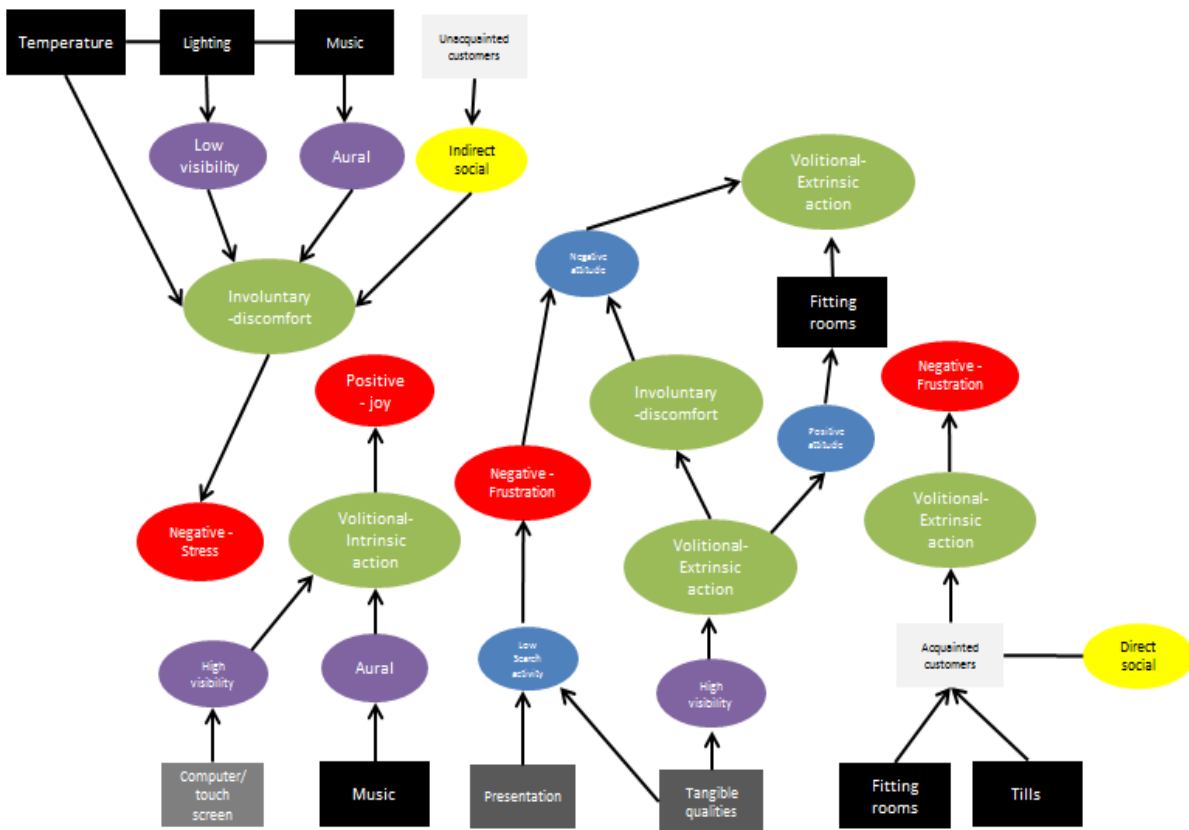 Temperature
Lighting
Music
Unacquainted
customers
Low
visibility
Aural
Indirect
social
Volitional-
Extrinsic
action
Negative
attitude
Involuntary
-discomfort
Fitting
rooms
Positive
- joy
Negative -
Frustration
Involuntary
-discomfort
Positive
attitude
Negative -
Frustration
Negative -
Stress
Volitional-
Intrinsic
action
Volitional-
Extrinsic
action
Volitional-
Extrinsic
action
High
visibility
Aural
Low
Search
activity
High
visibility
Acquainted
customers
Direct
social
Computer/
touch
screen
Music
Presentation
Tangible
qualities
Fitting
rooms
Tills